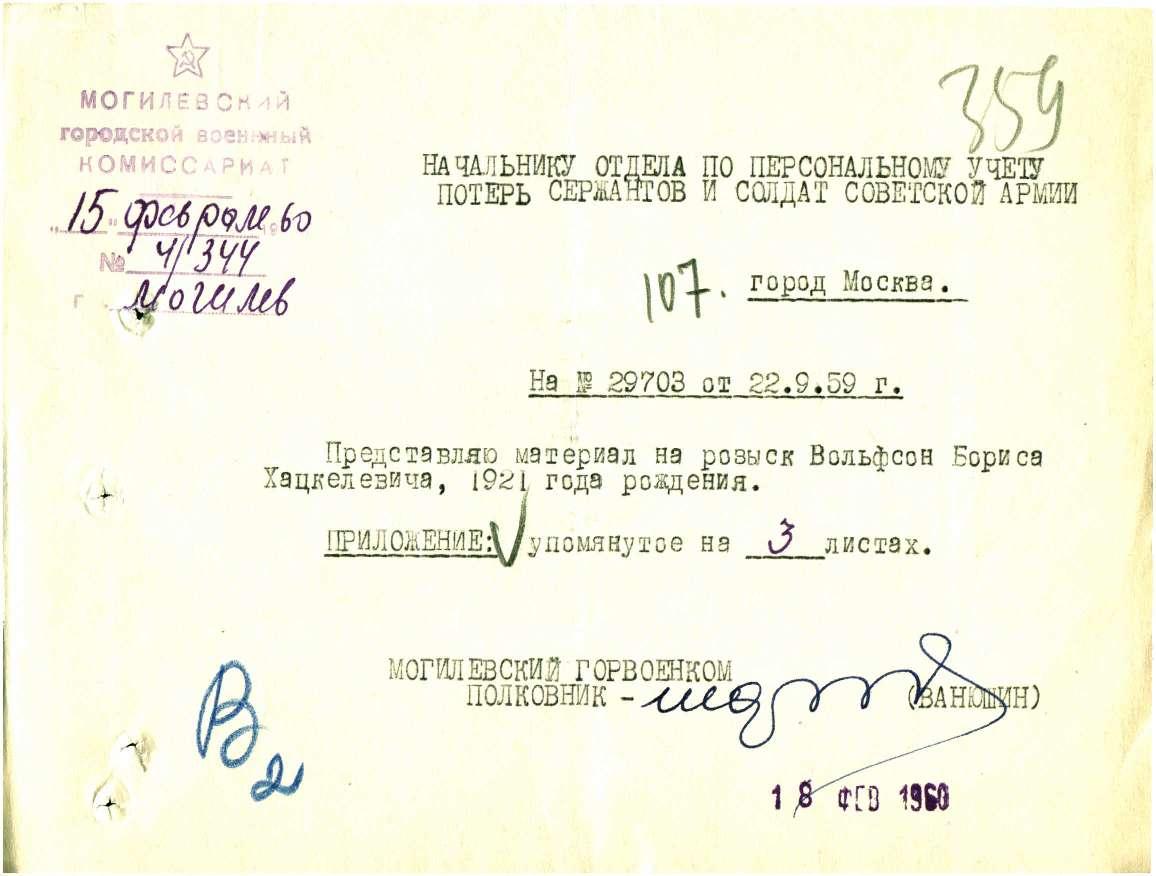 МОГИЛЕВСКИЙ
городской военный
КОМИССАРИАТ
„15" февраля 1960
№ 4/344
г. Могилев
359
НАЧАЛЬНИКУ ОТДЕЛА ПО ПЕРСОНАЛЬНОМУ УЧЕТУ
ПОТЕРЬ СЕРЖАНТОВ И СОЛДАТ СОВЕТСКОЙ АРМИИ
107. город Москва.
На № 29703 от 22.9.59 г.
Представляю материал на розыск Вольфсон Бориса
Хацкелевича, 1921 года рождения.
ПРИЛОЖЕНИЕ: упомянутое на 3 листах.
МОГИЛЕВСКИЙ ГОРВОЕНКОМ
ПОЛКОВНИК - (ВАНЮШИН)
В 2
18 ФЕВ 1960